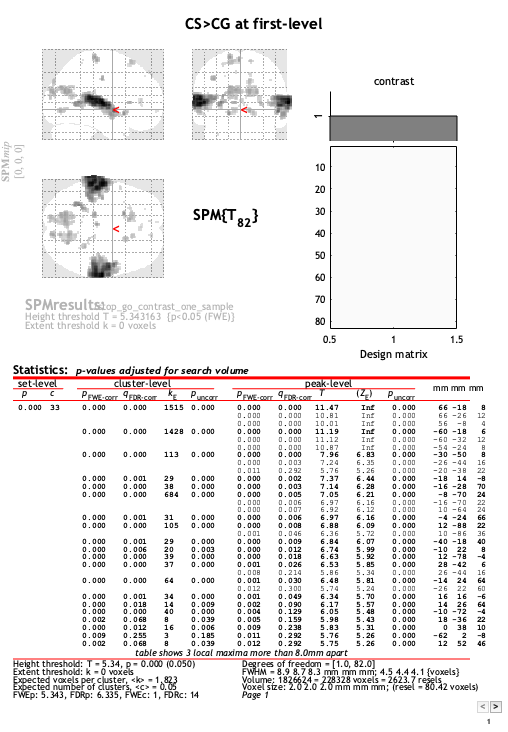 CS>CG at first-level
contrast
1
SPMmip
[0, 0, 0]
<
<
<
SPM{T82}
10
20
30
40
50
60
70
80
0.5 1 1.5
Design matrix
SPMresults: stop_go_contrast_one_sample
Height threshold T = 5.343163 {p<0.05 (FWE)}
Extent threshold k = 0 voxels
Statistics: p-values adjusted for search volume
set-level cluster-level peak-level mm mm mm
p c pFWE-corr qFDR-corr kE puncorr pFWE-corr qFDR-corr T (ZE) puncorr
0.000 33 0.000 0.000 1515 0.000 0.000 0.000 11.47 Inf 0.000 66 -18 8
0.000 0.000 10.81 Inf 0.000 66 -26 12
0.000 0.000 10.01 Inf 0.000 56 -8 4
0.000 0.000 1428 0.000 0.000 0.000 11.19 Inf 0.000 -60 -18 6
0.000 0.000 11.12 Inf 0.000 -60 -32 12
0.000 0.000 10.87 Inf 0.000 -54 -24 8
0.000 0.000 113 0.000 0.000 0.000 7.96 6.83 0.000 -30 -50 8
0.000 0.003 7.24 6.35 0.000 -26 -44 16
0.011 0.292 5.76 5.26 0.000 -20 -38 22
0.000 0.001 29 0.000 0.000 0.002 7.37 6.44 0.000 -18 14 -8
0.000 0.000 38 0.000 0.000 0.003 7.14 6.28 0.000 -16 -28 70
0.000 0.000 684 0.000 0.000 0.005 7.05 6.21 0.000 -8 -70 24
0.000 0.006 6.97 6.16 0.000 -16 -72 20
0.000 0.007 6.92 6.12 0.000 10 -64 24
0.000 0.001 31 0.000 0.000 0.006 6.97 6.16 0.000 -4 -24 66
0.000 0.000 105 0.000 0.000 0.008 6.88 6.09 0.000 12 -88 22
0.001 0.046 6.36 5.72 0.000 10 -86 36
0.000 0.001 29 0.000 0.000 0.009 6.84 6.07 0.000 -40 -18 40
0.000 0.006 20 0.003 0.000 0.012 6.74 5.99 0.000 -10 22 8
0.000 0.000 39 0.000 0.000 0.018 6.63 5.92 0.000 12 -78 -4
0.000 0.000 37 0.000 0.001 0.026 6.53 5.85 0.000 28 -42 6
0.008 0.214 5.86 5.34 0.000 26 -44 16
0.000 0.000 64 0.000 0.001 0.030 6.48 5.81 0.000 -14 24 64
0.012 0.300 5.74 5.24 0.000 -26 22 60
0.000 0.001 34 0.000 0.001 0.049 6.34 5.70 0.000 16 16 -6
0.000 0.018 14 0.009 0.002 0.090 6.17 5.57 0.000 14 26 64
0.000 0.000 40 0.000 0.004 0.129 6.05 5.48 0.000 -10 -72 -4
0.002 0.068 8 0.039 0.005 0.159 5.98 5.43 0.000 18 -36 22
0.000 0.012 16 0.006 0.009 0.238 5.83 5.31 0.000 0 38 10
0.009 0.255 3 0.185 0.011 0.292 5.76 5.26 0.000 -62 2 -8
0.002 0.068 8 0.039 0.012 0.292 5.75 5.26 0.000 12 52 46
table shows 3 local maxima more than 8.0mm apart
Height threshold: T = 5.34, p = 0.000 (0.050) Degrees of freedom = [1.0, 82.0]
Extent threshold: k = 0 voxels FWHM = 8.9 8.7 8.3 mm mm mm; 4.5 4.4 4.1 {voxels}
Expected voxels per cluster, <k> = 1.823 Volume: 1826624 = 228328 voxels = 2623.7 resels
Expected number of clusters, <c> = 0.05 Voxel size: 2.0 2.0 2.0 mm mm mm; (resel = 80.42 voxels)
FWEp: 5.343, FDRp: 6.335, FWEc: 1, FDRc: 14 Page 1
< >
1